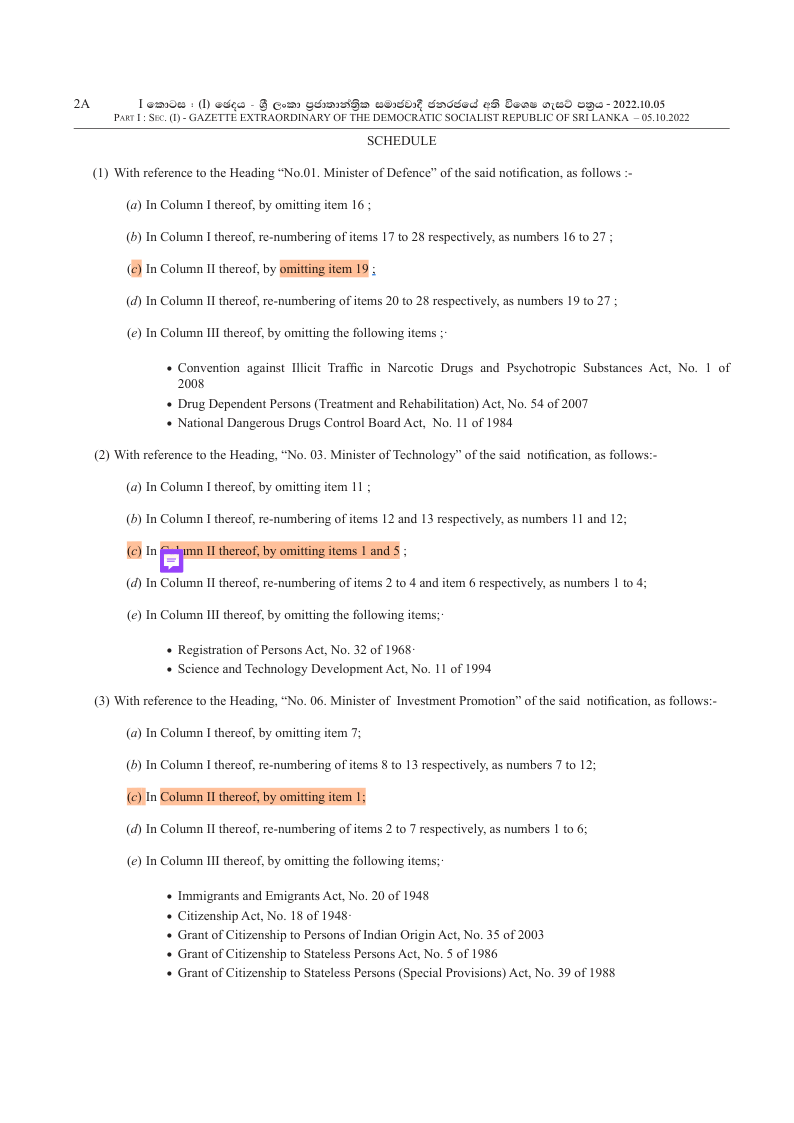 2A
I කොටස : (I) ඡෙදය - ශ්‍රී ලංකා ප්‍රජාතාන්ත්‍රික සමාජවාදී ජනරජයේ අති විශෙෂ ගැසට් පත්‍රය - 2022.10.05
PART I : SEC. (I) - GAZETTE EXTRAORDINARY OF THE DEMOCRATIC SOCIALIST REPUBLIC OF SRI LANKA – 05.10.2022
SCHEDULE
(1) With reference to the Heading “No.01. Minister of Defence” of the said notification, as follows :-
(a) In Column I thereof, by omitting item 16 ;
(b) In Column I thereof, re-numbering of items 17 to 28 respectively, as numbers 16 to 27 ;
(c) In Column II thereof, by omitting item 19 ;
(d) In Column II thereof, re-numbering of items 20 to 28 respectively, as numbers 19 to 27 ;
(e) In Column III thereof, by omitting the following items ;·
• Convention against Illicit Traffic in Narcotic Drugs and Psychotropic Substances Act, No. 1 of
2008
• Drug Dependent Persons (Treatment and Rehabilitation) Act, No. 54 of 2007
• National Dangerous Drugs Control Board Act, No. 11 of 1984
(2) With reference to the Heading, “No. 03. Minister of Technology” of the said notification, as follows:-
(a) In Column I thereof, by omitting item 11 ;
(b) In Column I thereof, re-numbering of items 12 and 13 respectively, as numbers 11 and 12;
(c) In Column II thereof, by omitting items 1 and 5 ;
(d) In Column II thereof, re-numbering of items 2 to 4 and item 6 respectively, as numbers 1 to 4;
(e) In Column III thereof, by omitting the following items;·
• Registration of Persons Act, No. 32 of 1968·
• Science and Technology Development Act, No. 11 of 1994
(3) With reference to the Heading, “No. 06. Minister of Investment Promotion” of the said notification, as follows:-
(a) In Column I thereof, by omitting item 7;
(b) In Column I thereof, re-numbering of items 8 to 13 respectively, as numbers 7 to 12;
(c) In Column II thereof, by omitting item 1;
(d) In Column II thereof, re-numbering of items 2 to 7 respectively, as numbers 1 to 6;
(e) In Column III thereof, by omitting the following items;·
• Immigrants and Emigrants Act, No. 20 of 1948
• Citizenship Act, No. 18 of 1948·
• Grant of Citizenship to Persons of Indian Origin Act, No. 35 of 2003
• Grant of Citizenship to Stateless Persons Act, No. 5 of 1986
• Grant of Citizenship to Stateless Persons (Special Provisions) Act, No. 39 of 1988